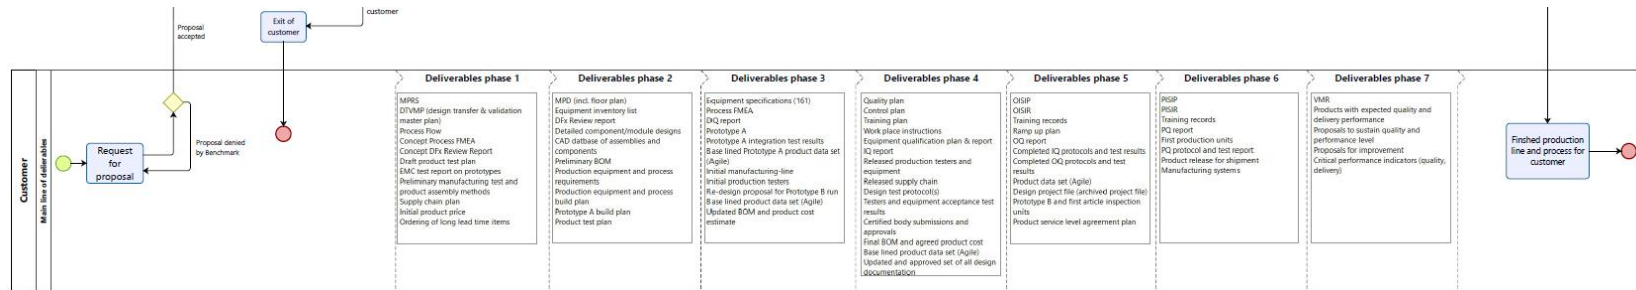 Proposal
accepted
Exit of
customer
customer
Customer
Main line of deliverables
Request
for
proposal
Proposal denied
by Benchmark
Deliverables phase 1
MPRS
DTVMP (design transfer & validation
master plan)
Process Flow
Concept Process FMEA
Concept DFx Review Report
Draft product test plan
EMC test report on prototypes
Preliminary manufacturing test and
product assembly methods
Supply chain plan
Initial product price
Ordering of long lead time items
Deliverables phase 2
MPD (incl. floor plan)
Equipment inventory list
DFx Review report
Detailed component/module designs
CAD datbase of assemblies and
components
Preliminary BOM
Production equipment and process
requirements
Production equipment and process
build plan
Prototype A build plan
Product test plan
Deliverables phase 3
Equipment specifications (161)
Process FMEA
DQ report
Prototype A
Prototype A integration test results
Base lined Prototype A product data set
(Agile)
Initial manufacturing-line
Initial production testers
Re-design proposal for Prototype B run
Base lined product data set (Agile)
Updated BOM and product cost
estimate
Deliverables phase 4
Quality plan
Control plan
Training plan
Work place instructions
Equipment qualification plan & report
IQ report
Released production testers and
equipment
Released supply chain
Design test protocol(s)
Testers and equipment acceptance test
results
Certified body submissions and
approvals
Final BOM and agreed product cost
Base lined product data set (Agile)
Updated and approved set of all design
documentation
Deliverables phase 5
OISIP
OISIR
Training records
Ramp up plan
OQ report
Completed IQ protocols and test results
Completed OQ protocols and test
results
Product data set (Agile)
Design project file (archived project file)
Prototype B and first article inspection
units
Product service level agreement plan
Deliverables phase 6
PISIP
PISIR
Training records
PQ report
First production units
PQ protocol and test report
Product release for shipment
Manufacturing systems
Deliverables phase 7
VMR
Products with expected quality and
delivery performance
Proposals to sustain quality and
performance level
Proposals for improvement
Critical performance indicators (quality,
delivery)
Finshed production
line and process for
customer